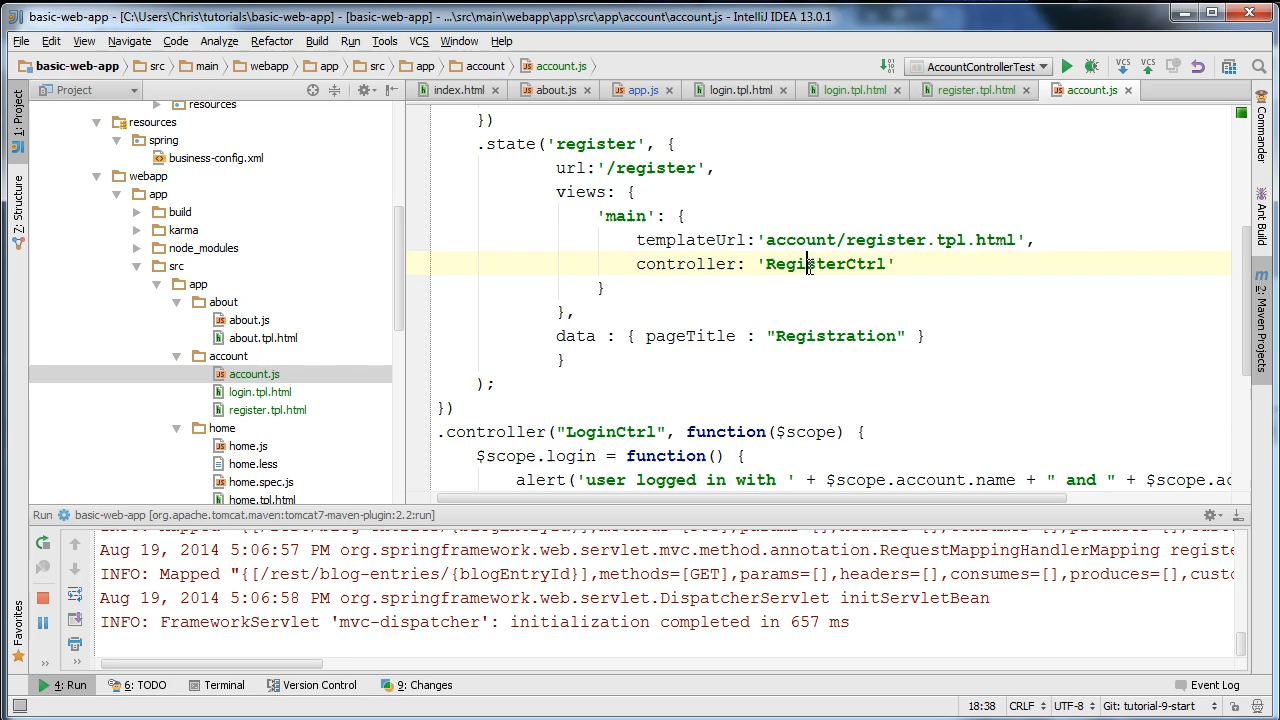 basic-web-app - [C:\Users\Chris\tutorials\basic-web-app] - [basic-web-app] - ...\src\main\webapp\app\src\app\account\account.js - IntelliJ IDEA 13.0.1
File Edit View Navigate Code Analyze Refactor Build Run Tools VCS Window Help
basic-web-app src main webapp app src app account account.js AccountControllerTest VCS VCS
Project index.html about.js app.js login.tpl.html login.tpl.html register.tpl.html account.js
1: Project
Z: Structure
Favorites
Commander
Ant Build
Maven Projects
resources
resources
spring
business-config.xml
webapp
app
build
karma
node_modules
src
app
about
about.js
about.tpl.html
account
account.js
login.tpl.html
register.tpl.html
home
home.js
home.less
home.spec.js
home.tpl.html
})
.state('register', {
url:'/register',
views: {
'main': {
templateUrl:'account/register.tpl.html',
controller: 'RegisterCtrl'
}
},
data : { pageTitle : "Registration" }
}
);
})
.controller("LoginCtrl", function($scope) {
$scope.login = function() {
alert('user logged in with ' + $scope.account.name + " and " + $scope.ac
Run basic-web-app [org.apache.tomcat.maven:tomcat7-maven-plugin:2.2:run]
Aug 19, 2014 5:06:57 PM org.springframework.web.servlet.mvc.method.annotation.RequestMappingHandlerMapping registe
INFO: Mapped "{[/rest/blog-entries/{blogEntryId}],methods=[GET],params=[],headers=[],consumes=[],produces=[],custo
Aug 19, 2014 5:06:58 PM org.springframework.web.servlet.DispatcherServlet initServletBean
INFO: FrameworkServlet 'mvc-dispatcher': initialization completed in 657 ms
4: Run 6: TODO Terminal Version Control 9: Changes Event Log
18:38 CRLF UTF-8 Git: tutorial-9-start